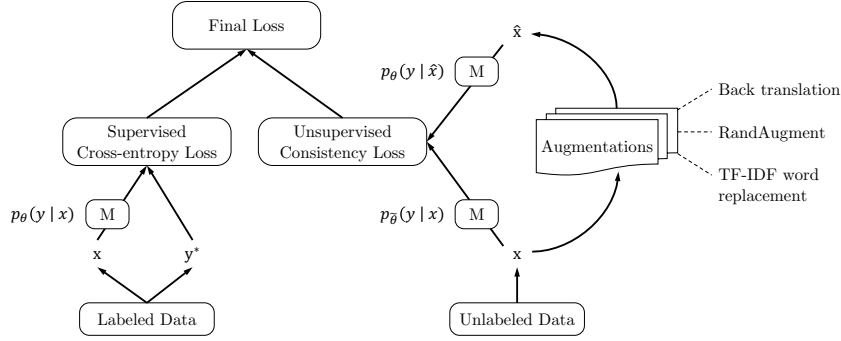 Final Loss
x̂
p_θ(y | x̂)
M
Back translation
RandAugment
TF-IDF word
replacement
Augmentations
Supervised
Cross-entropy Loss
Unsupervised
Consistency Loss
p_θ(y | x)
M
p_θ̃(y | x)
M
x
y*
x
Labeled Data
Unlabeled Data